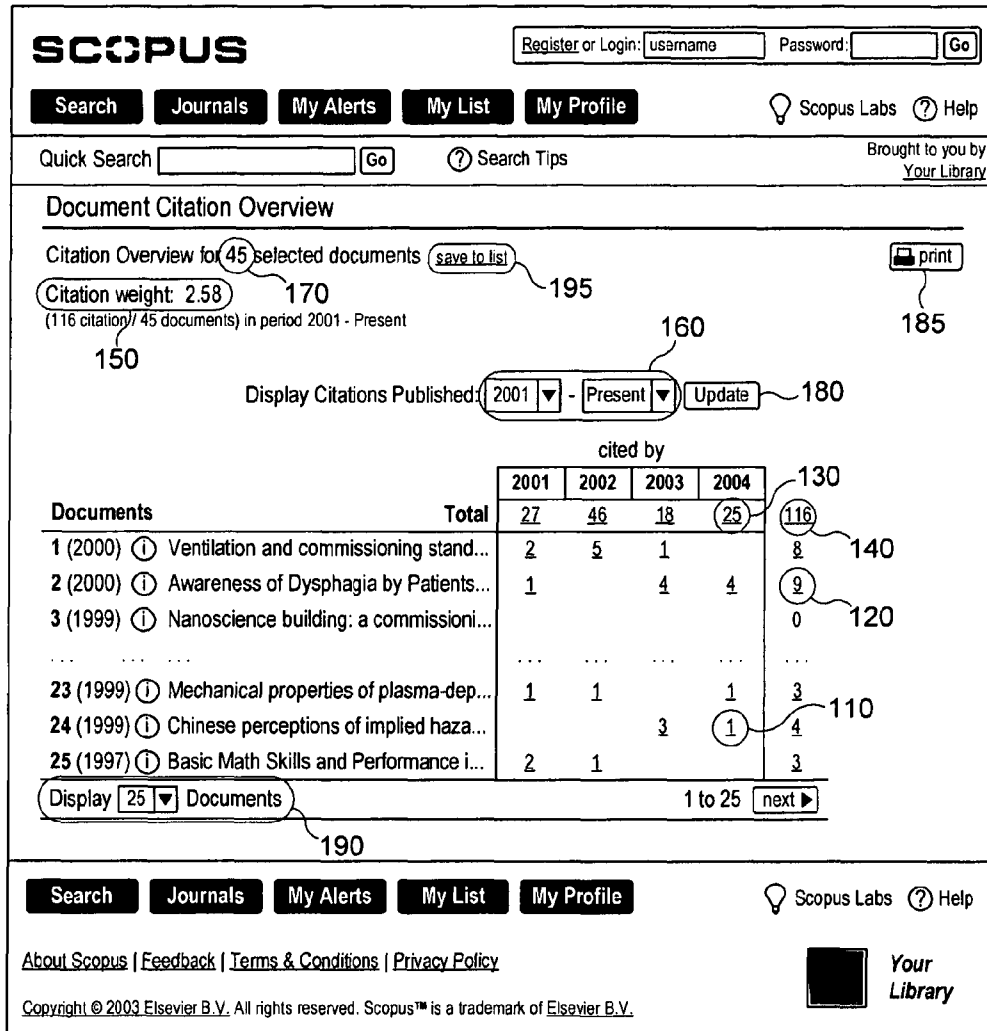 SCOPUS
Register or Login: username Password: Go
Search Journals My Alerts My List My Profile Scopus Labs ? Help
Quick Search Go ? Search Tips
Brought to you by
Your Library
Document Citation Overview
Citation Overview for 45 selected documents save to list print
170 195
Citation weight: 2.58
185
(116 citation// 45 documents) in period 2001 - Present
150 160
Display Citations Published: 2001 ▼ - Present ▼ Update 180
cited by
2001 2002 2003 2004 130
Documents Total 27 46 18 25 116
1 (2000) i Ventilation and commissioning stand... 2 5 1 8 140
2 (2000) i Awareness of Dysphagia by Patients... 1 4 4 9
3 (1999) i Nanoscience building: a commissioni... 0 120
... ... ... ... ... ... ... ...
23 (1999) i Mechanical properties of plasma-dep... 1 1 1 3
110
24 (1999) i Chinese perceptions of implied haza... 3 1 4
25 (1997) i Basic Math Skills and Performance i... 2 1 3
Display 25 ▼ Documents 1 to 25 next ▶
190
Search Journals My Alerts My List My Profile Scopus Labs ? Help
About Scopus | Feedback | Terms & Conditions | Privacy Policy
Your
Library
Copyright © 2003 Elsevier B.V. All rights reserved. Scopus™ is a trademark of Elsevier B.V.